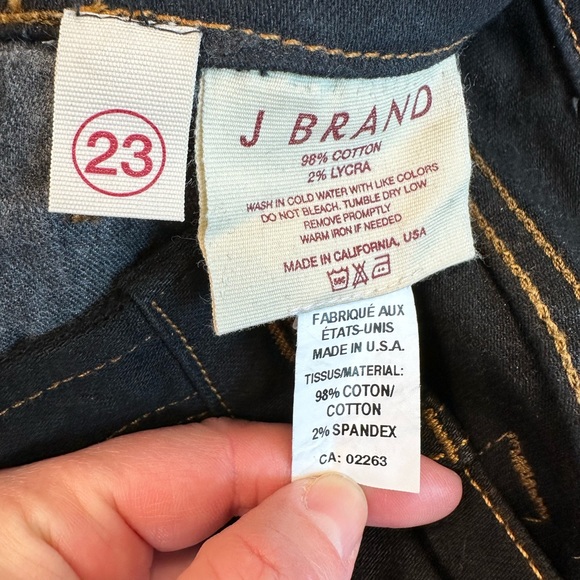 23
J BRAND
98% COTTON
2% LYCRA
WASH IN COLD WATER WITH LIKE COLORS
DO NOT BLEACH. TUMBLE DRY LOW
REMOVE PROMPTLY
WARM IRON IF NEEDED
MADE IN CALIFORNIA, USA
FABRIQUÉ AUX
ÉTATS-UNIS
MADE IN U.S.A.
TISSUS/MATERIAL:
98% COTON/
COTTON
2% SPANDEX
CA: 02263